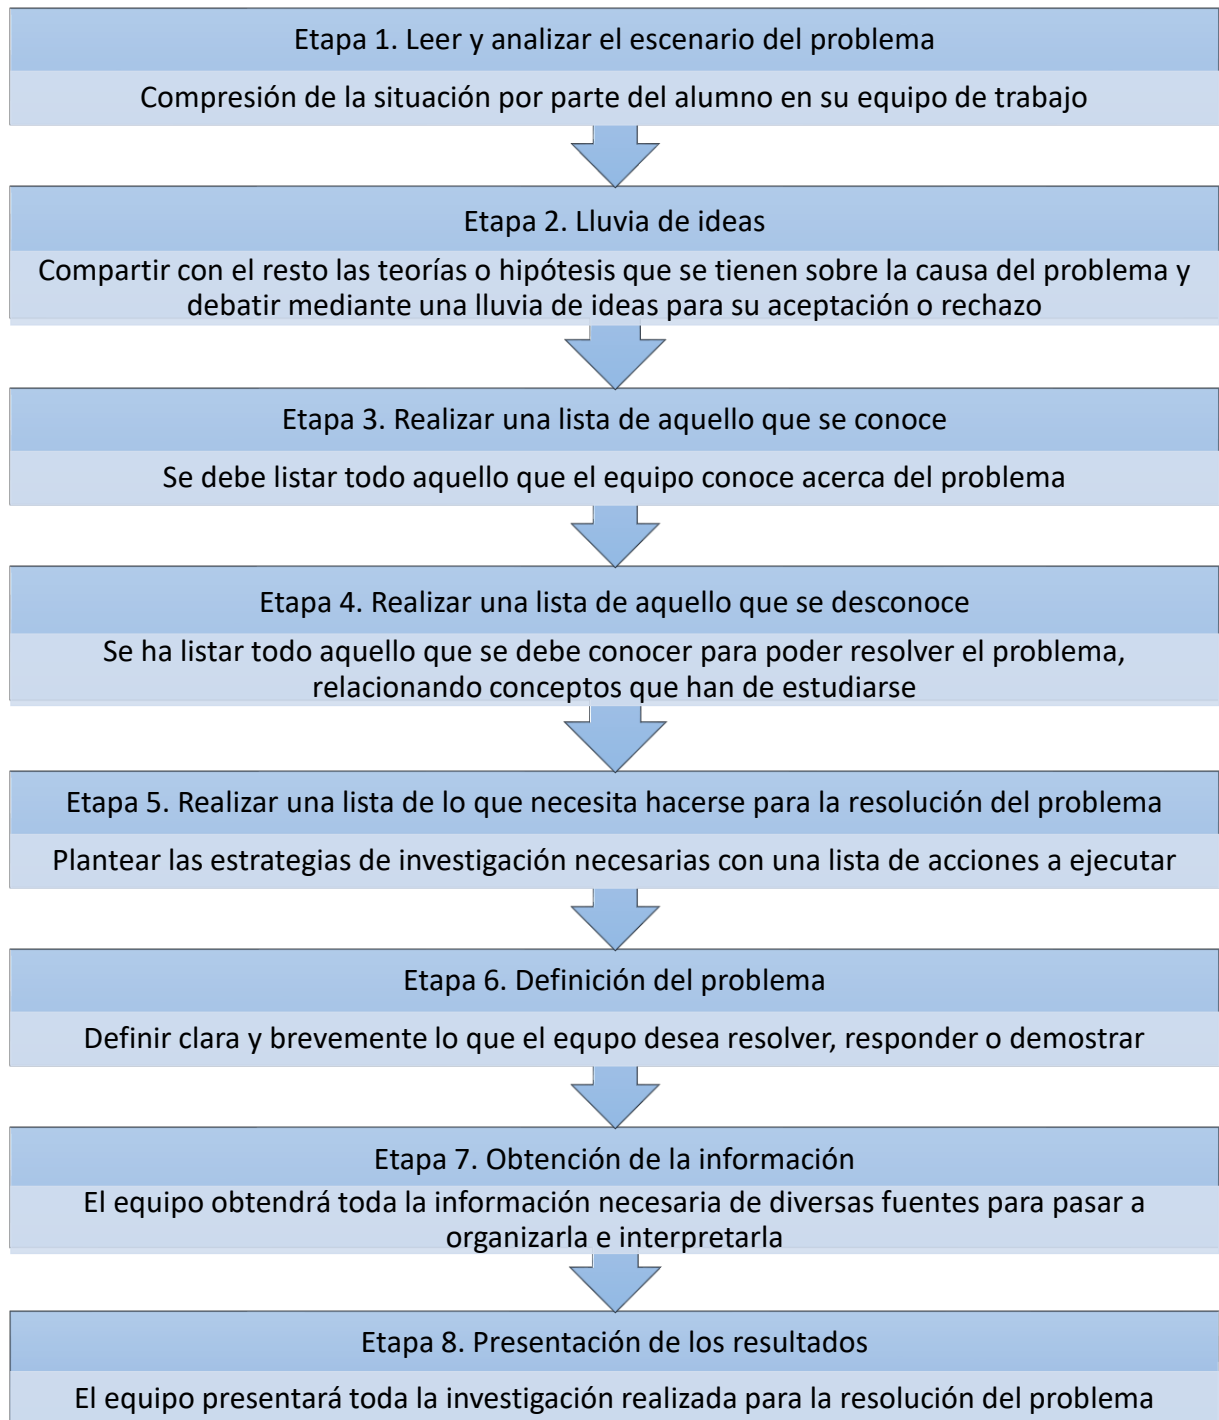 Etapa 1. Leer y analizar el escenario del problema
Compresión de la situación por parte del alumno en su equipo de trabajo
Etapa 2. Lluvia de ideas
Compartir con el resto las teorías o hipótesis que se tienen sobre la causa del problema y
debatir mediante una lluvia de ideas para su aceptación o rechazo
Etapa 3. Realizar una lista de aquello que se conoce
Se debe listar todo aquello que el equipo conoce acerca del problema
Etapa 4. Realizar una lista de aquello que se desconoce
Se ha listar todo aquello que se debe conocer para poder resolver el problema,
relacionando conceptos que han de estudiarse
Etapa 5. Realizar una lista de lo que necesita hacerse para la resolución del problema
Plantear las estrategias de investigación necesarias con una lista de acciones a ejecutar
Etapa 6. Definición del problema
Definir clara y brevemente lo que el equpo desea resolver, responder o demostrar
Etapa 7. Obtención de la información
El equipo obtendrá toda la información necesaria de diversas fuentes para pasar a
organizarla e interpretarla
Etapa 8. Presentación de los resultados
El equipo presentará toda la investigación realizada para la resolución del problema